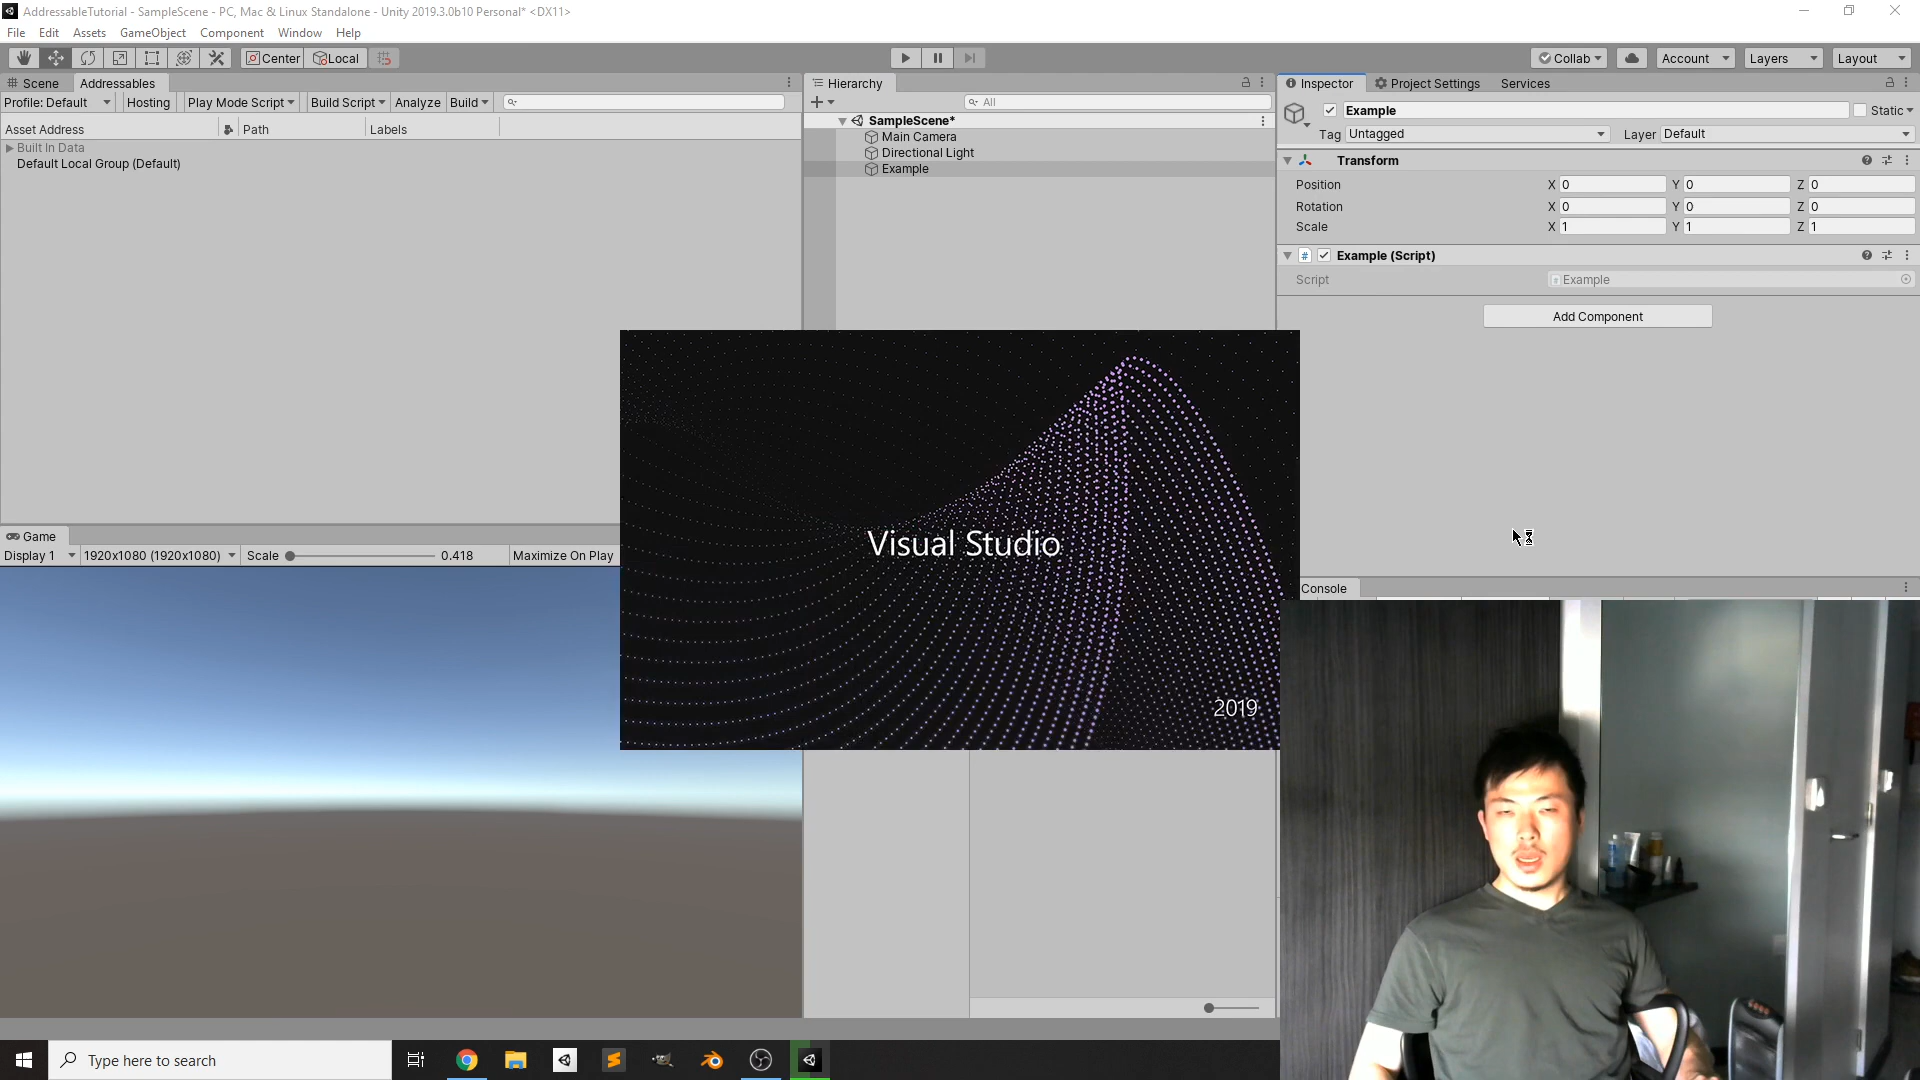 AddressableTutorial - SampleScene - PC, Mac & Linux Standalone - Unity 2019.3.0b10 Personal* <DX11>
File Edit Assets GameObject Component Window Help
Center Local Collab Account Layers Layout
Scene Addressables
Profile: Default Hosting Play Mode Script Build Script Analyze Build
Asset Address Path Labels
Built In Data
Default Local Group (Default)
Hierarchy
All
SampleScene*
Main Camera
Directional Light
Example
Inspector Project Settings Services
Example Static
Tag Untagged Layer Default
Transform
Position X 0 Y 0 Z 0
Rotation X 0 Y 0 Z 0
Scale X 1 Y 1 Z 1
Example (Script)
Script Example
Add Component
Visual Studio
2019
Game
Display 1 1920x1080 (1920x1080) Scale 0.418 Maximize On Play
Console
Type here to search